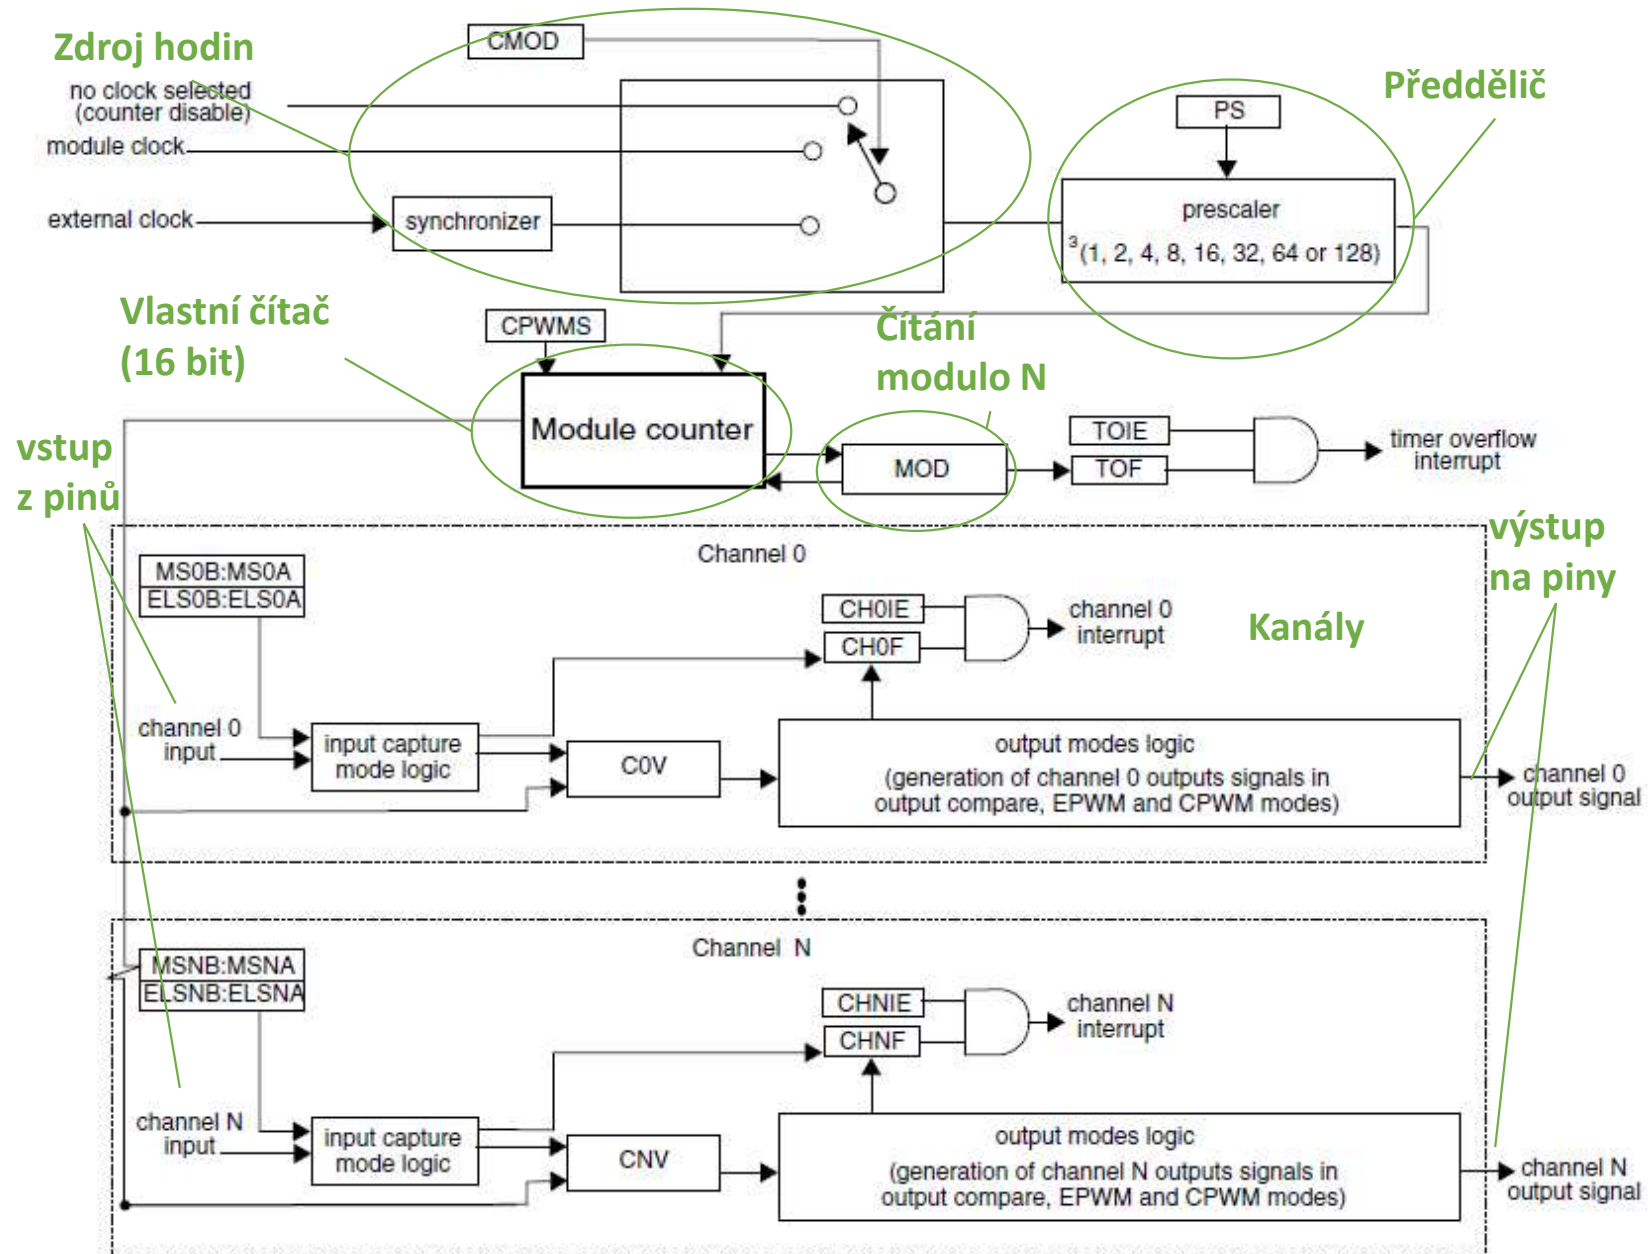 Zdroj hodin
CMOD
no clock selected
(counter disable)
module clock
external clock
synchronizer
Předdělič
PS
prescaler
3(1, 2, 4, 8, 16, 32, 64 or 128)
Vlastní čítač
(16 bit)
CPWMS
Čítání
modulo N
Module counter
MOD
TOIE
TOF
timer overflow
interrupt
vstup
z pinů
výstup
na piny
Channel 0
MS0B:MS0A
ELS0B:ELS0A
CH0IE
CH0F
channel 0
interrupt
Kanály
channel 0
input
input capture
mode logic
C0V
output modes logic
(generation of channel 0 outputs signals in
output compare, EPWM and CPWM modes)
channel 0
output signal
Channel N
MSNB:MSNA
ELSNB:ELSNA
CHNIE
CHNF
channel N
interrupt
channel N
input
input capture
mode logic
CNV
output modes logic
(generation of channel N outputs signals in
output compare, EPWM and CPWM modes)
channel N
output signal